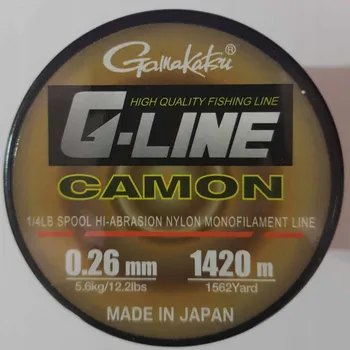 Gamakatsu®
HIGH QUALITY FISHING LINE
G-LINE
CAMON
1/4LB SPOOL HI-ABRASION NYLON MONOFILAMENT LINE
0.26 mm 1420 m
5.6kg/12.2lbs 1562Yard
MADE IN JAPAN